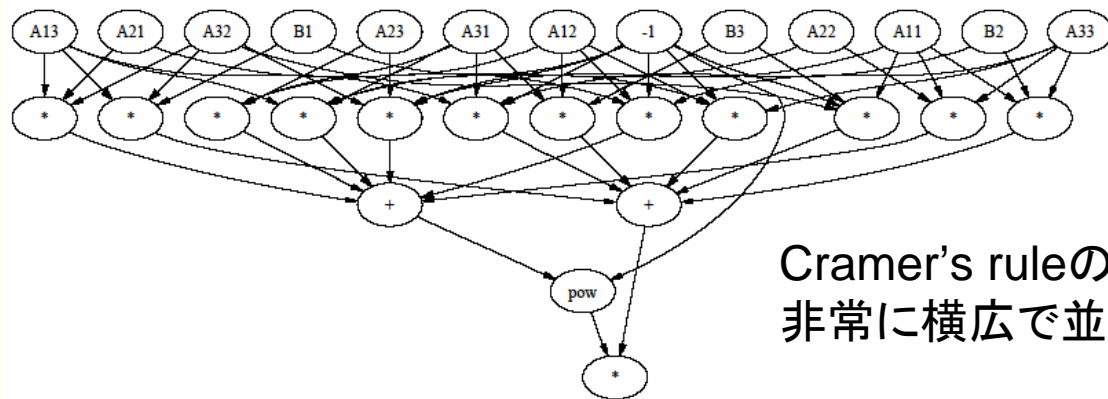 A13 A21 A32 B1 A23 A31 A12 -1 B3 A22 A11 B2 A33
* * * * * * * * * * * *
+ +
pow
*
Cramer's ruleの
非常に横広で並